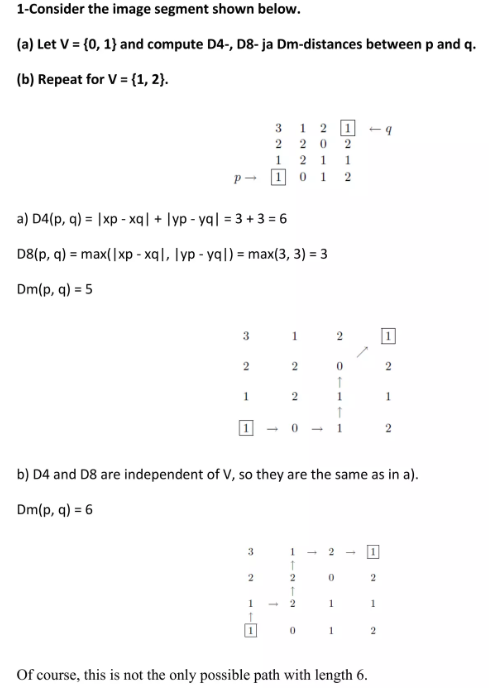 1-Consider the image segment shown below.
(a) Let V = {0, 1} and compute D4-, D8- ja Dm-distances between p and q.
(b) Repeat for V = {1, 2}.
3 1 2 1 ← q
2 2 0 2
1 2 1 1
p → 1 0 1 2
a) D4(p, q) = |xp - xq| + |yp - yq| = 3 + 3 = 6
D8(p, q) = max(|xp - xq|, |yp - yq|) = max(3, 3) = 3
Dm(p, q) = 5
3 1 2 1
↗
2 2 0 2
↑
1 2 1 1
↑
1 → 0 → 1 2
b) D4 and D8 are independent of V, so they are the same as in a).
Dm(p, q) = 6
3 1 → 2 → 1
↑
2 2 0 2
↑
1 → 2 1 1
↑
1 0 1 2
Of course, this is not the only possible path with length 6.